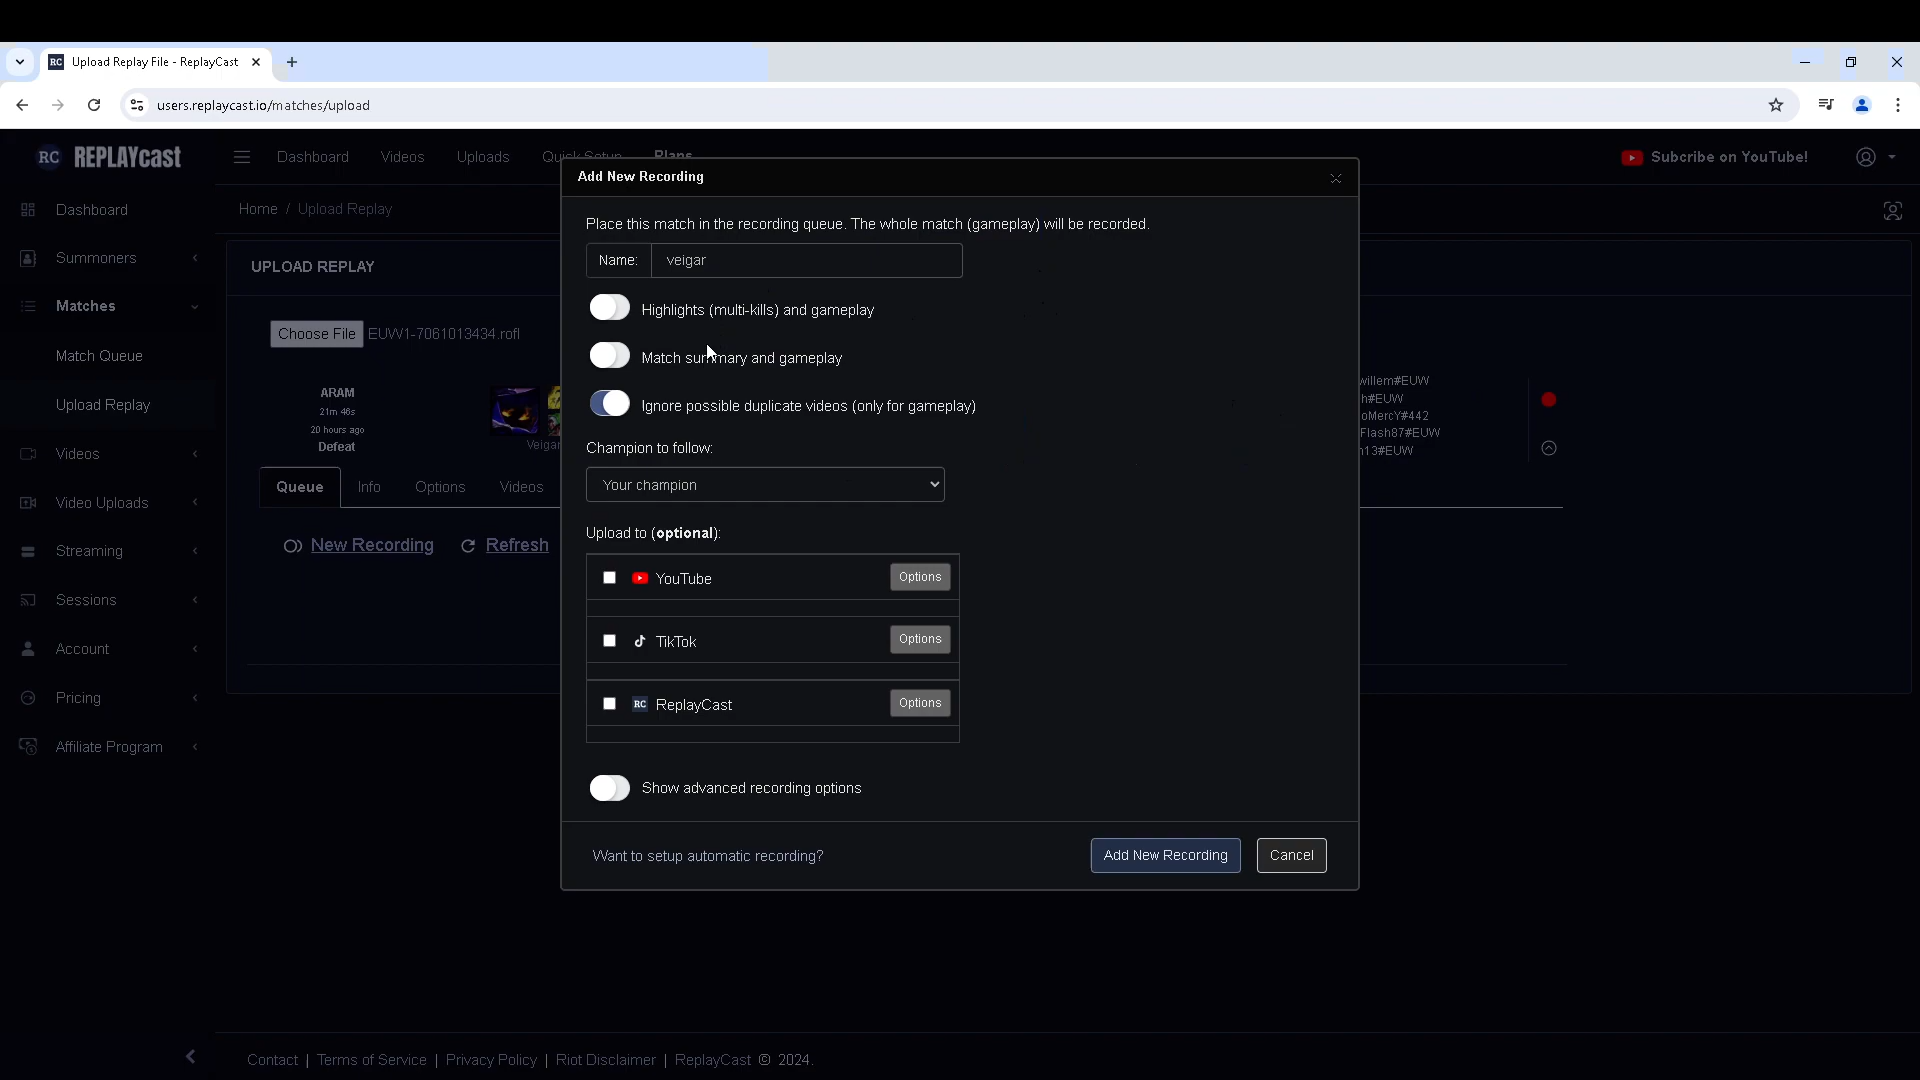 RC Upload Replay File - ReplayCast
users.replaycast.io/matches/upload
RC REPLAYcast
Dashboard
Videos
Uploads
Quick Setup
Plans
Subcribe on YouTube!
Home / Upload Replay
Dashboard
Summoners
Matches
Match Queue
Upload Replay
Videos
Video Uploads
Streaming
Sessions
Account
Pricing
Affiliate Program
UPLOAD REPLAY
Choose File EUW1-7061013434.rofl
ARAM
21m 46s
20 hours ago
Defeat
Veigar
willem#EUW
h#EUW
oMercY#442
Flash87#EUW
n13#EUW
Queue
Info
Options
Videos
New Recording
Refresh
Add New Recording
Place this match in the recording queue. The whole match (gameplay) will be recorded.
Name: veigar
Highlights (multi-kills) and gameplay
Match summary and gameplay
Ignore possible duplicate videos (only for gameplay)
Champion to follow:
Your champion
Upload to (optional):
YouTube Options
TikTok Options
RC ReplayCast Options
Show advanced recording options
Want to setup automatic recording?
Add New Recording
Cancel
Contact | Terms of Service | Privacy Policy | Riot Disclaimer | ReplayCast © 2024.